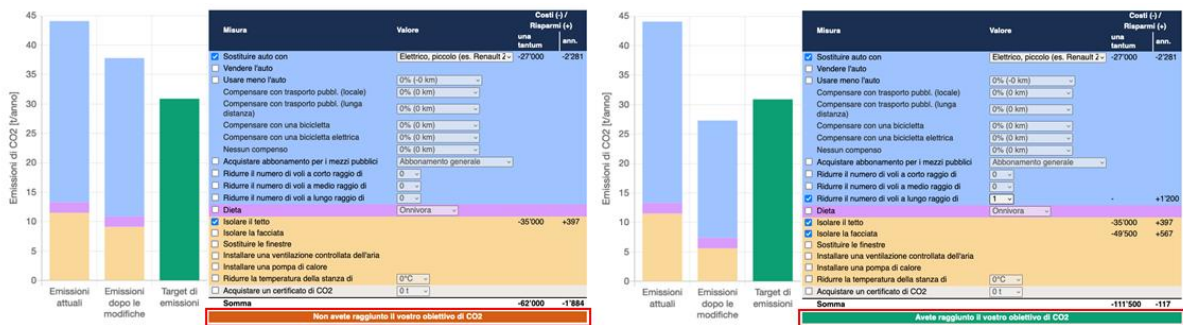 45
40
35
30
25
20
15
10
5
0
Emissioni di CO2 [t/anno]
Emissioni attuali
Emissioni dopo le modifiche
Target di emissioni
Costi (-) / Risparmi (+)
Misura Valore una tantum ann.
Sostituire auto con Elettrico, piccolo (es. Renault Z -27'000 -2'281
Vendere l'auto
Usare meno l'auto 0% (-0 km)
Compensare con trasporto pubbl. (locale) 0% (0 km)
Compensare con trasporto pubbl. (lunga distanza) 0% (0 km)
Compensare con una bicicletta 0% (0 km)
Compensare con una bicicletta elettrica 0% (0 km)
Nessun compenso 0% (0 km)
Acquistare abbonamento per i mezzi pubblici Abbonamento generale
Ridurre il numero di voli a corto raggio di 0
Ridurre il numero di voli a medio raggio di 0
Ridurre il numero di voli a lungo raggio di 0
Dieta Onnivora
Isolare il tetto -35'000 +397
Isolare la facciata
Sostituire le finestre
Installare una ventilazione controllata dell'aria
Installare una pompa di calore
Ridurre la temperatura della stanza di 0°C
Acquistare un certificato di CO2 0 t
Somma -62'000 -1'884
Non avete raggiunto il vostro obiettivo di CO2
45
40
35
30
25
20
15
10
5
0
Emissioni di CO2 [t/anno]
Emissioni attuali
Emissioni dopo le modifiche
Target di emissioni
Costi (-) / Risparmi (+)
Misura Valore una tantum ann.
Sostituire auto con Elettrico, piccolo (es. Renault Z -27'000 -2'281
Vendere l'auto
Usare meno l'auto 0% (-0 km)
Compensare con trasporto pubbl. (locale) 0% (0 km)
Compensare con trasporto pubbl. (lunga distanza) 0% (0 km)
Compensare con una bicicletta 0% (0 km)
Compensare con una bicicletta elettrica 0% (0 km)
Nessun compenso 0% (0 km)
Acquistare abbonamento per i mezzi pubblici Abbonamento generale
Ridurre il numero di voli a corto raggio di 0
Ridurre il numero di voli a medio raggio di 0
Ridurre il numero di voli a lungo raggio di 1 - +1'200
Dieta Onnivora
Isolare il tetto -35'000 +397
Isolare la facciata -49'500 +567
Sostituire le finestre
Installare una ventilazione controllata dell'aria
Installare una pompa di calore
Ridurre la temperatura della stanza di 0°C
Acquistare un certificato di CO2 0 t
Somma -111'500 -117
Avete raggiunto il vostro obiettivo di CO2